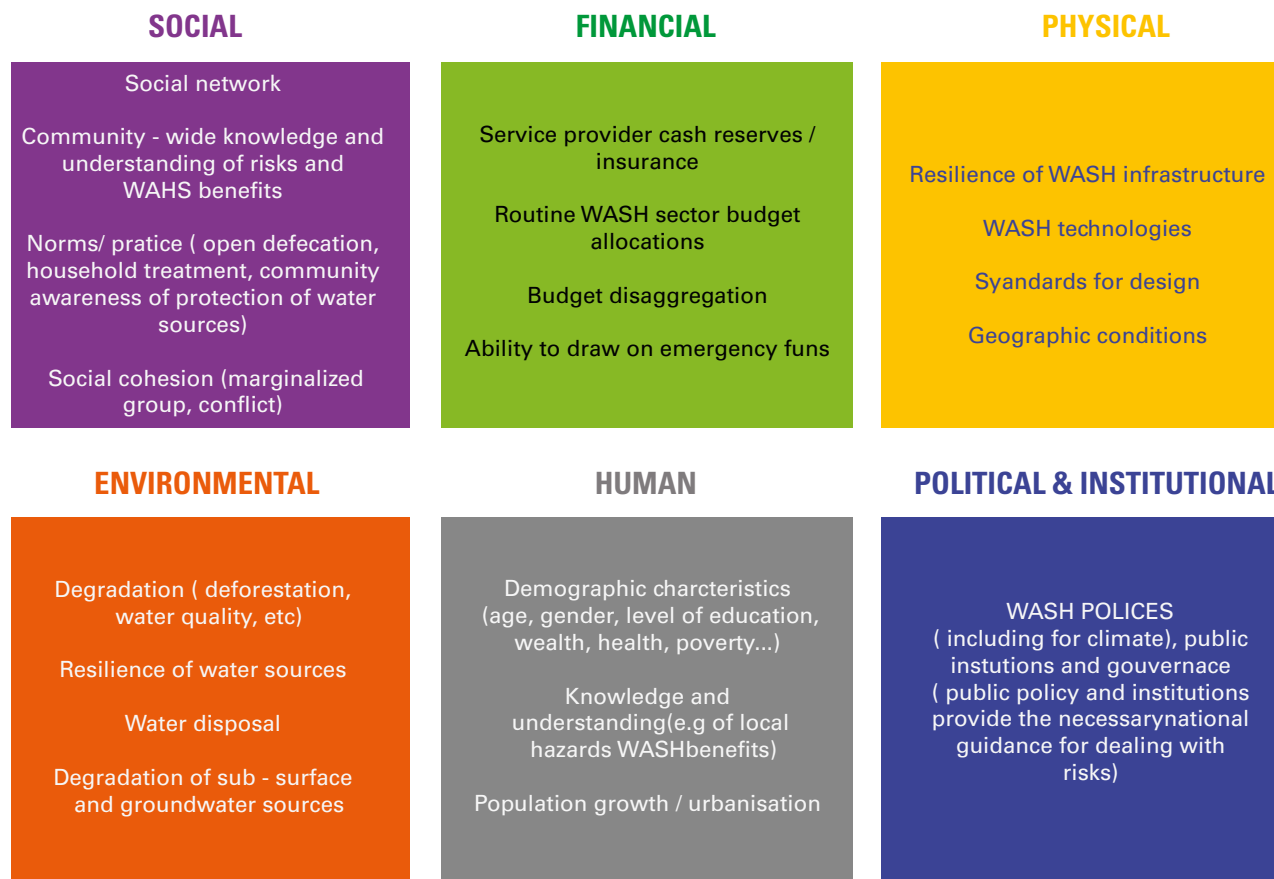 SOCIAL
Social network
Community - wide knowledge and
understanding of risks and
WAHS benefits
Norms/ pratice ( open defecation,
household treatment, community
awareness of protection of water
sources)
Social cohesion (marginalized
group, conflict)
FINANCIAL
Service provider cash reserves /
insurance
Routine WASH sector budget
allocations
Budget disaggregation
Ability to draw on emergency funs
PHYSICAL
Resilience of WASH infrastructure
WASH technologies
Syandards for design
Geographic conditions
ENVIRONMENTAL
Degradation ( deforestation,
water quality, etc)
Resilience of water sources
Water disposal
Degradation of sub - surface
and groundwater sources
HUMAN
Demographic charcteristics
(age, gender, level of education,
wealth, health, poverty...)
Knowledge and
understanding(e.g of local
hazards WASHbenefits)
Population growth / urbanisation
POLITICAL & INSTITUTIONAL
WASH POLICES
( including for climate), public
instutions and gouvernace
( public policy and institutions
provide the necessarynational
guidance for dealing with
risks)